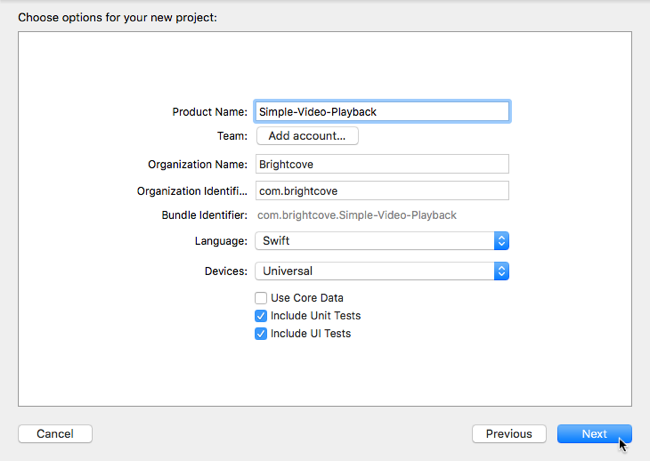 Choose options for your new project:
Product Name: Simple-Video-Playback
Team: Add account...
Organization Name: Brightcove
Organization Identifi... com.brightcove
Bundle Identifier: com.brightcove.Simple-Video-Playback
Language: Swift
Devices: Universal
Use Core Data
Include Unit Tests
Include UI Tests
Cancel Previous Next